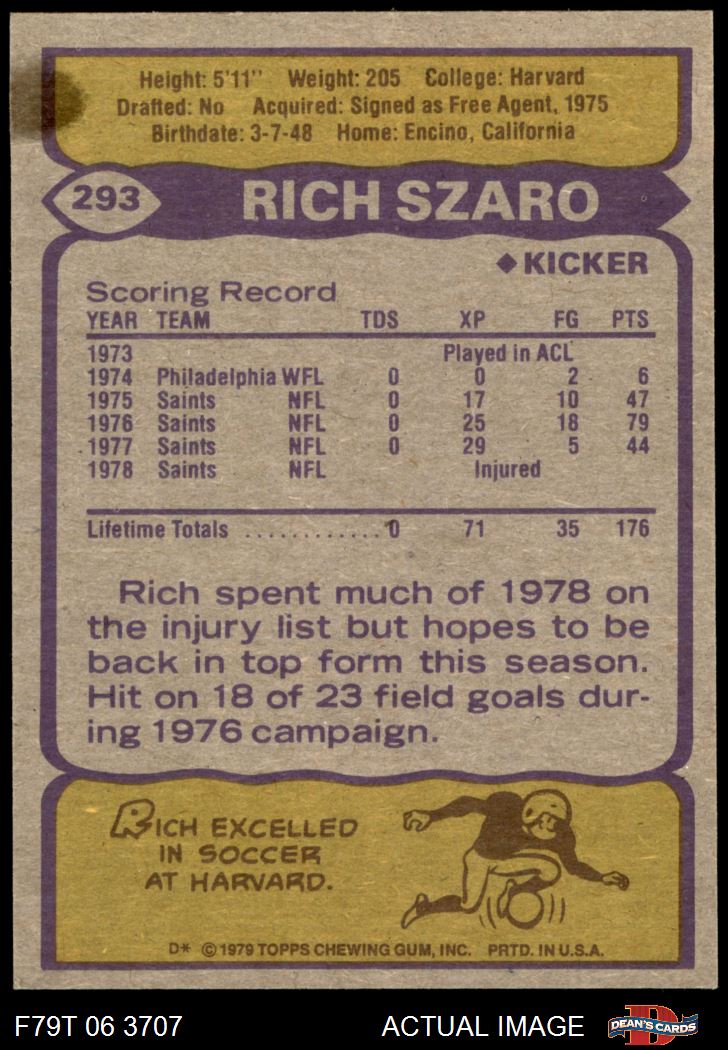 Height: 5'11" Weight: 205 College: Harvard
Drafted: No Acquired: Signed as Free Agent, 1975
Birthdate: 3-7-48 Home: Encino, California
293 RICH SZARO
◆KICKER
Scoring Record
YEAR TEAM TDS XP FG PTS
1973 Played in ACL
1974 Philadelphia WFL 0 0 2 6
1975 Saints NFL 0 17 10 47
1976 Saints NFL 0 25 18 79
1977 Saints NFL 0 29 5 44
1978 Saints NFL Injured
Lifetime Totals ............. 0 71 35 176
Rich spent much of 1978 on
the injury list but hopes to be
back in top form this season.
Hit on 18 of 23 field goals dur-
ing 1976 campaign.
RICH EXCELLED
IN SOCCER
AT HARVARD.
D* © 1979 TOPPS CHEWING GUM, INC. PRTD. IN U.S.A.
F79T 06 3707 ACTUAL IMAGE D DEAN'S CARDS